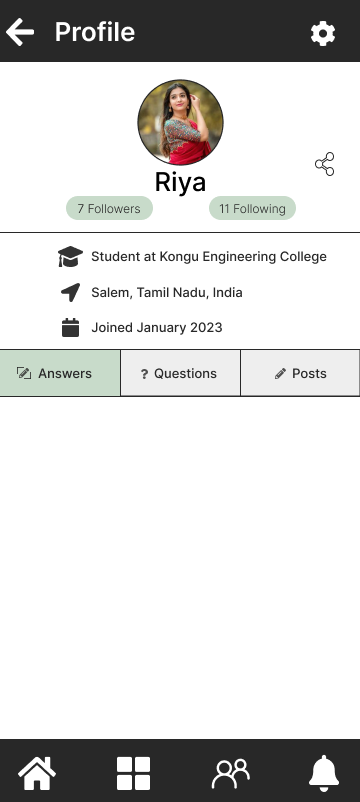 Profile
Riya
7 Followers
11 Following
Student at Kongu Engineering College
Salem, Tamil Nadu, India
Joined January 2023
Answers
? Questions
Posts